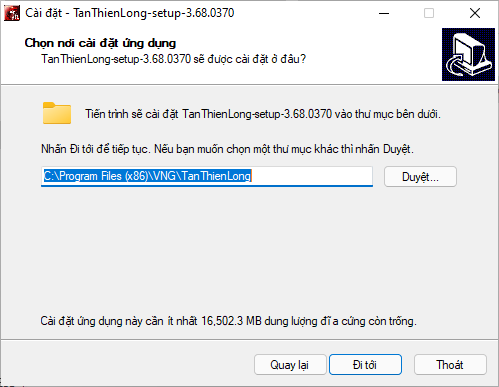 Cài đặt - TanThienLong-setup-3.68.0370
Chọn nơi cài đặt ứng dụng
TanThienLong-setup-3.68.0370 sẽ được cài đặt ở đâu?
Tiến trình sẽ cài đặt TanThienLong-setup-3.68.0370 vào thư mục bên dưới.
Nhấn Đi tới để tiếp tục. Nếu bạn muốn chọn một thư mục khác thì nhấn Duyệt.
C:\Program Files (x86)\VNG\TanThienLong
Duyệt...
Cài đặt ứng dụng này cần ít nhất 16,502.3 MB dung lượng đĩa cứng còn trống.
Quay lại
Đi tới
Thoát